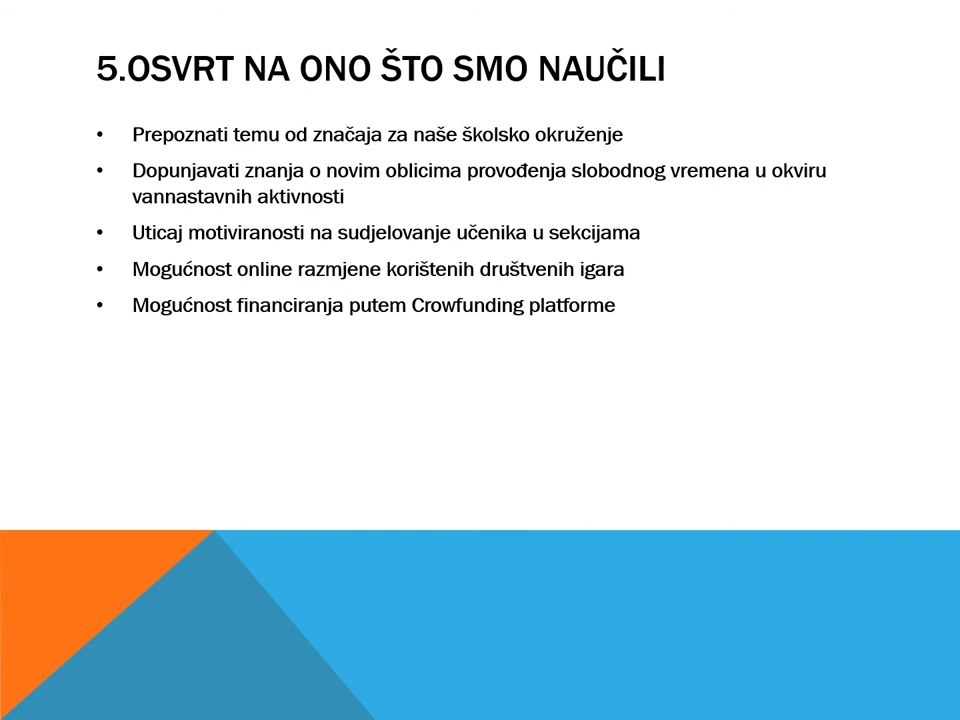 5.OSVRT NA ONO ŠTO SMO NAUČILI
• Prepoznati temu od značaja za naše školsko okruženje
• Dopunjavati znanja o novim oblicima provođenja slobodnog vremena u okviru
vannastavnih aktivnosti
• Uticaj motiviranosti na sudjelovanje učenika u sekcijama
• Mogućnost online razmjene korištenih društvenih igara
• Mogućnost financiranja putem Crowfunding platforme